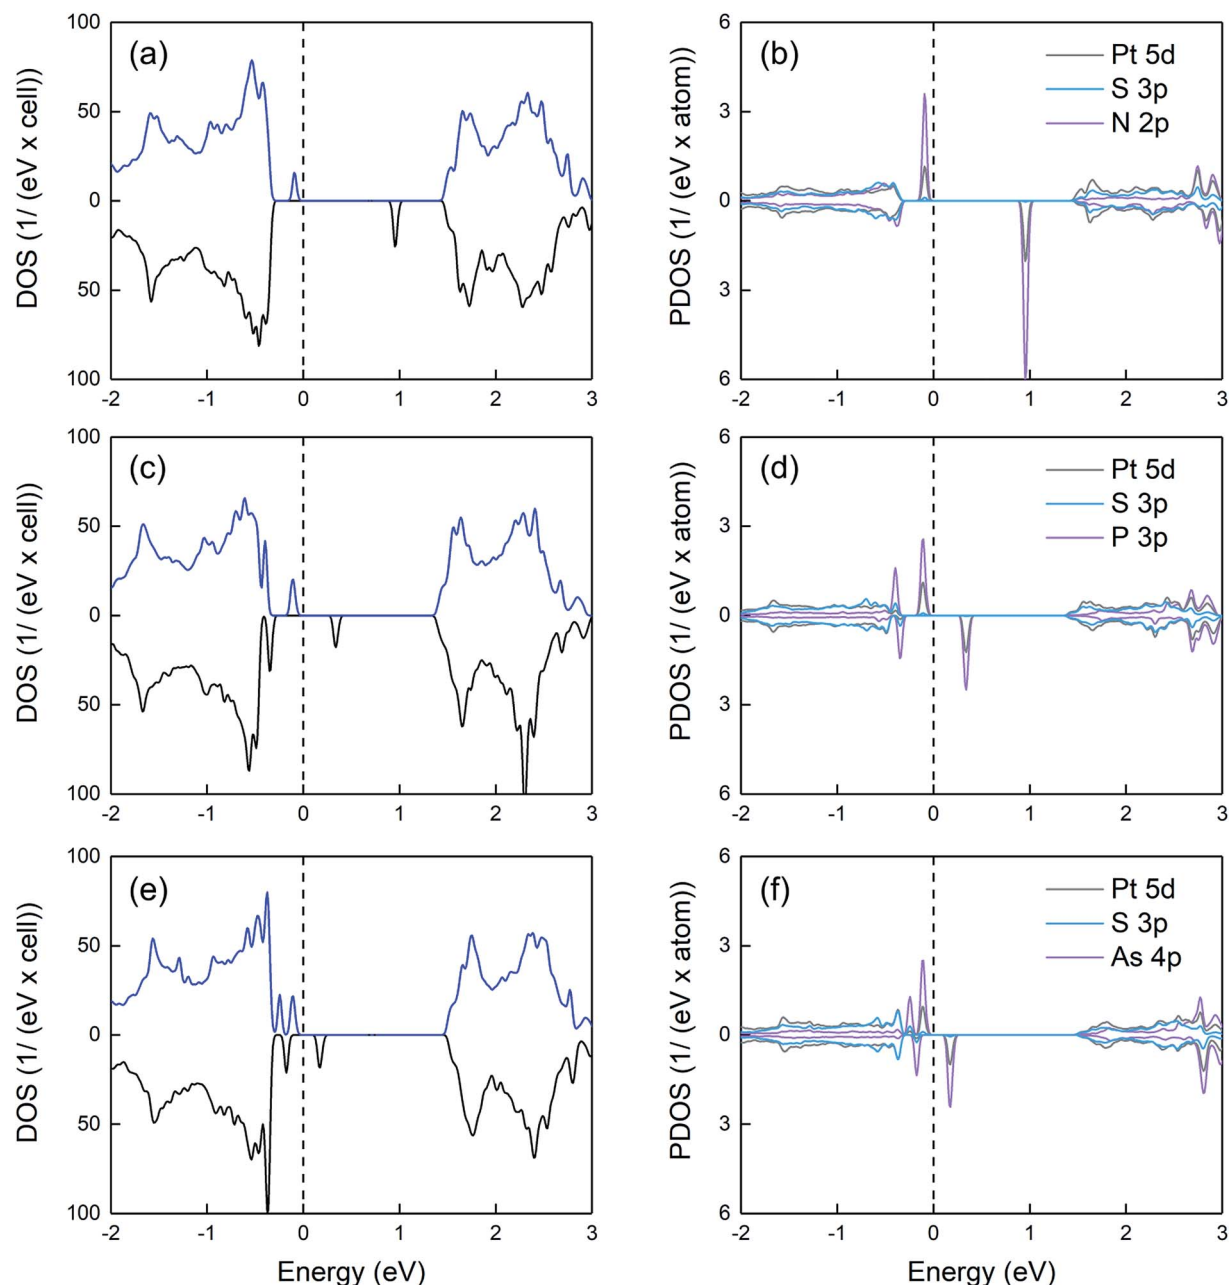 100
50
0
50
100
DOS (1/ (eV x cell))
(a)
-2 -1 0 1 2 3
6
3
0
3
6
PDOS (1/ (eV x atom))
(b)
Pt 5d
S 3p
N 2p
-2 -1 0 1 2 3
100
50
0
50
100
DOS (1/ (eV x cell))
(c)
-2 -1 0 1 2 3
6
3
0
3
6
PDOS (1/ (eV x atom))
(d)
Pt 5d
S 3p
P 3p
-2 -1 0 1 2 3
100
50
0
50
100
DOS (1/ (eV x cell))
(e)
-2 -1 0 1 2 3
Energy (eV)
6
3
0
3
6
PDOS (1/ (eV x atom))
(f)
Pt 5d
S 3p
As 4p
-2 -1 0 1 2 3
Energy (eV)